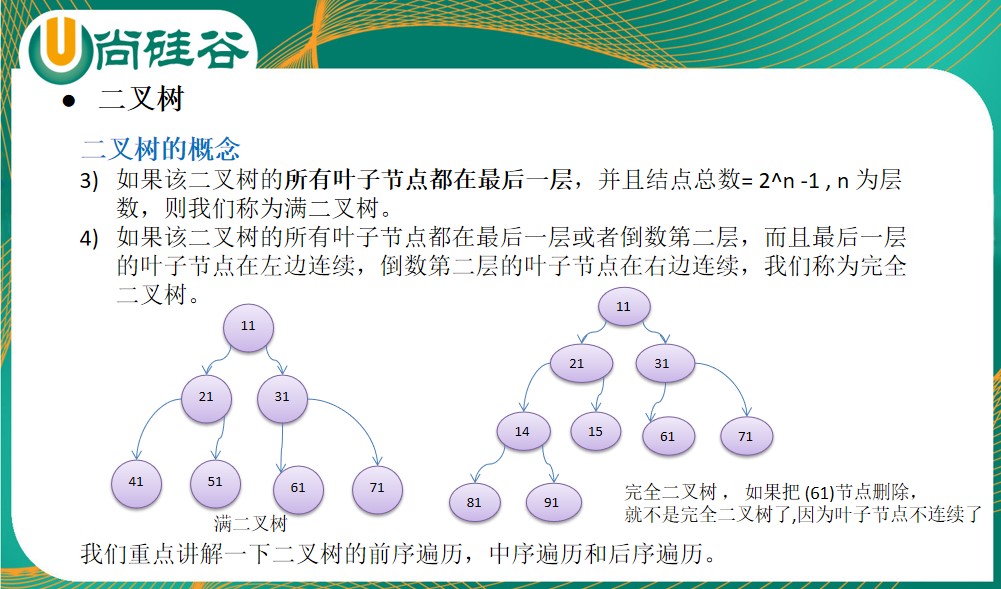 尚硅谷
● 二叉树
二叉树的概念
3) 如果该二叉树的所有叶子节点都在最后一层，并且结点总数= 2^n -1 , n 为层
数，则我们称为满二叉树。
4) 如果该二叉树的所有叶子节点都在最后一层或者倒数第二层，而且最后一层
的叶子节点在左边连续，倒数第二层的叶子节点在右边连续，我们称为完全
二叉树。
11
21 31
41 51 61 71
满二叉树
11
21 31
14 15 61 71
81 91
完全二叉树 ， 如果把 (61)节点删除，
就不是完全二叉树了,因为叶子节点不连续了
我们重点讲解一下二叉树的前序遍历，中序遍历和后序遍历。